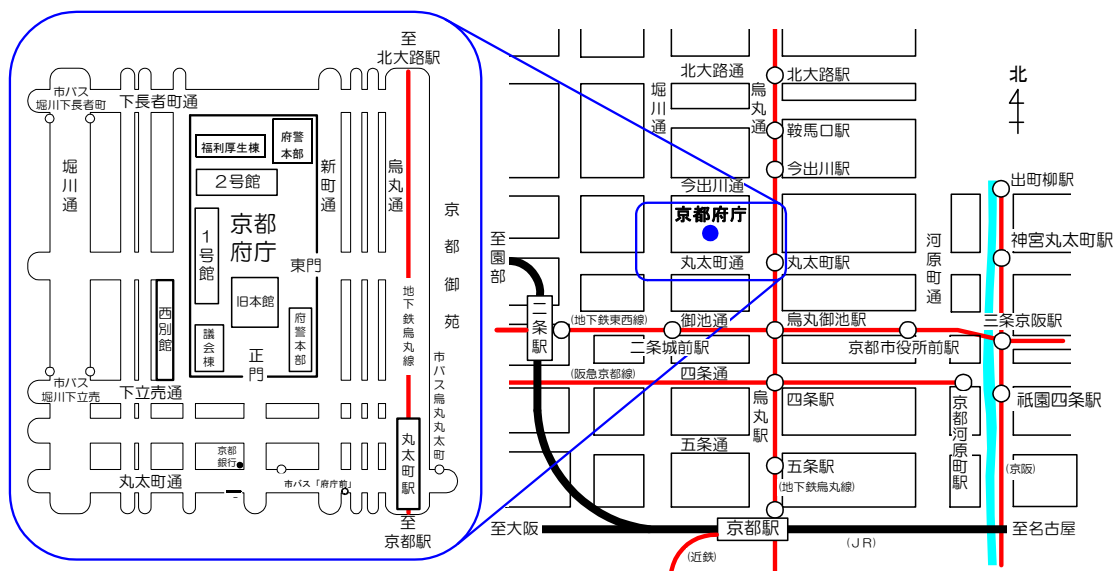 至
北大路駅
市バス
堀川下長者町
下長者町通
福利厚生棟
府警
本部
2号館
堀川通
新町通
烏丸通
京都御苑
京都
府庁
1号館
東門
旧本館
西別館
議会棟
府警本部
正門
地下鉄烏丸線
市バス烏丸丸太町
市バス
堀川下立売
下立売通
京都
銀行
丸太町駅
丸太町通
市バス「府庁前」
至
京都駅
北大路通
北大路駅
堀川通
烏丸通
北
鞍馬口駅
今出川駅
今出川通
出町柳駅
京都府庁
至園部
河原町通
神宮丸太町駅
丸太町通
丸太町駅
二条駅
(地下鉄東西線)
御池通
烏丸御池駅
三条京阪駅
二条城前駅
京都市役所前駅
(阪急京都線)
四条通
烏丸駅
四条駅
京都河原町駅
祇園四条駅
五条通
五条駅
(地下鉄烏丸線)
(京阪)
至大阪
京都駅
至名古屋
(近鉄)
(JR)